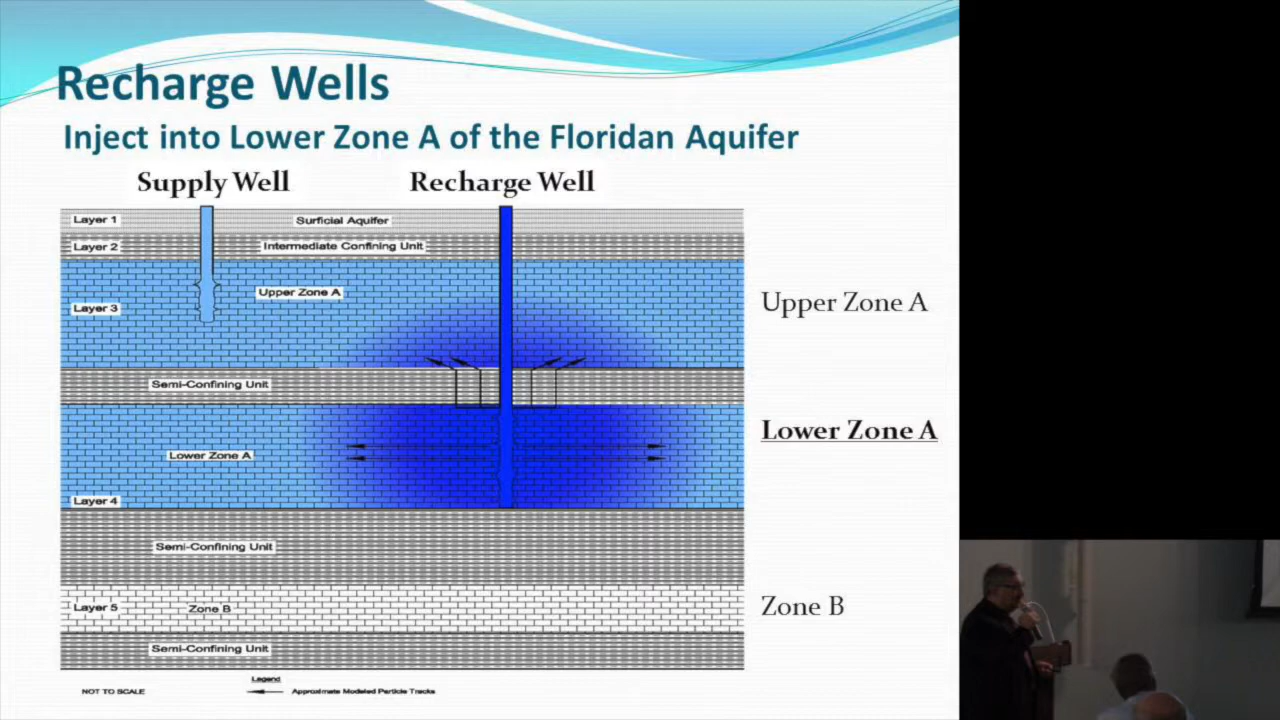 Recharge Wells
Inject into Lower Zone A of the Floridan Aquifer
Supply Well
Recharge Well
Layer 1
Surficial Aquifer
Layer 2
Intermediate Confining Unit
Upper Zone A
Upper Zone A
Layer 3
Semi-Confining Unit
Lower Zone A
Lower Zone A
Layer 4
Semi-Confining Unit
Layer 5
Zone B
Zone B
Semi-Confining Unit
Legend
NOT TO SCALE
Approximate Modeled Particle Tracks